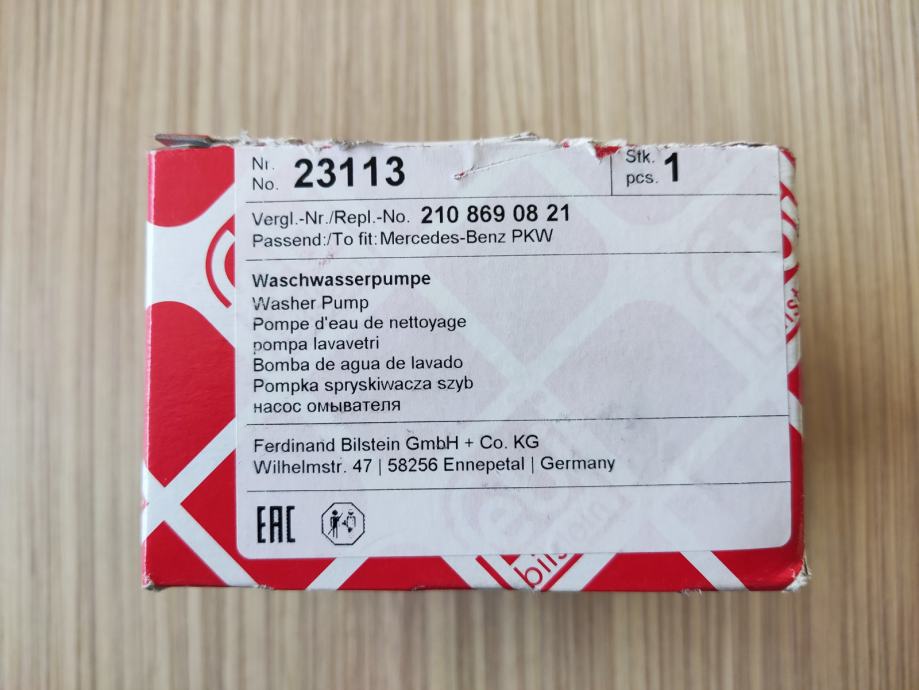 Nr.
No. 23113
Stk.
pcs. 1
Vergl.-Nr./Repl.-No. 210 869 08 21
Passend:/To fit: Mercedes-Benz PKW
Waschwasserpumpe
Washer Pump
Pompe d'eau de nettoyage
pompa lavavetri
Bomba de agua de lavado
Pompka spryskiwacza szyb
насос омывателя
Ferdinand Bilstein GmbH + Co. KG
Wilhelmstr. 47 | 58256 Ennepetal | Germany
EAC